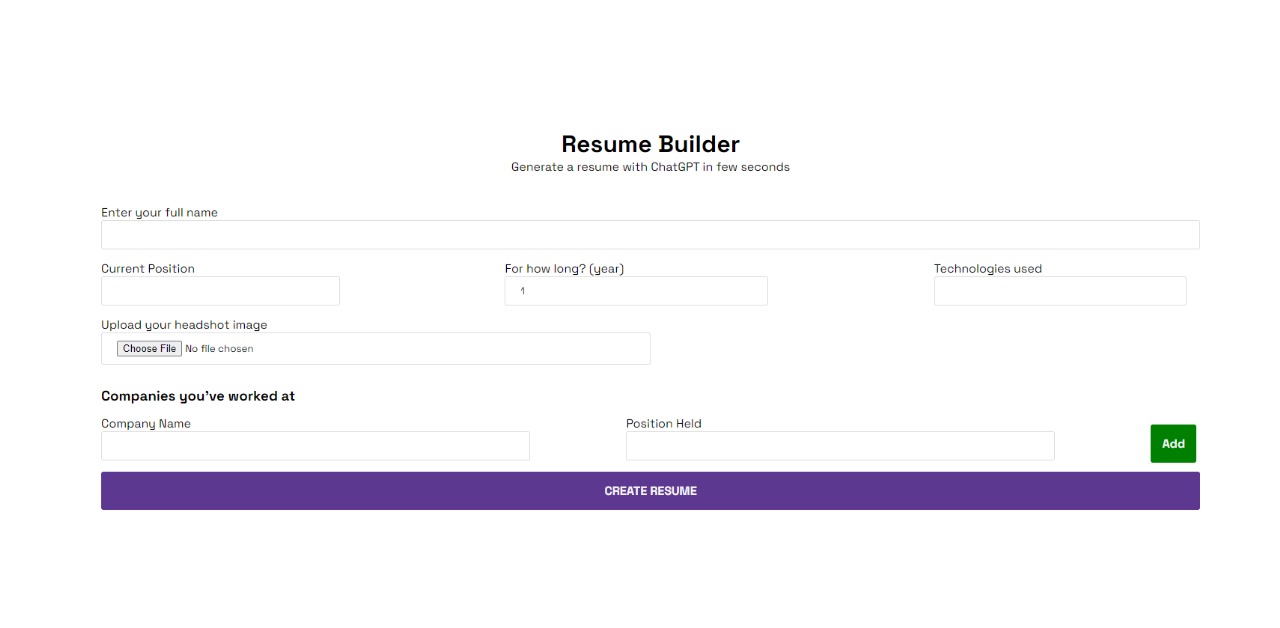 Resume Builder
Generate a resume with ChatGPT in few seconds
Enter your full name
Current Position
For how long? (year)
Technologies used
1
Upload your headshot image
Choose File No file chosen
Companies you've worked at
Company Name
Position Held
Add
CREATE RESUME